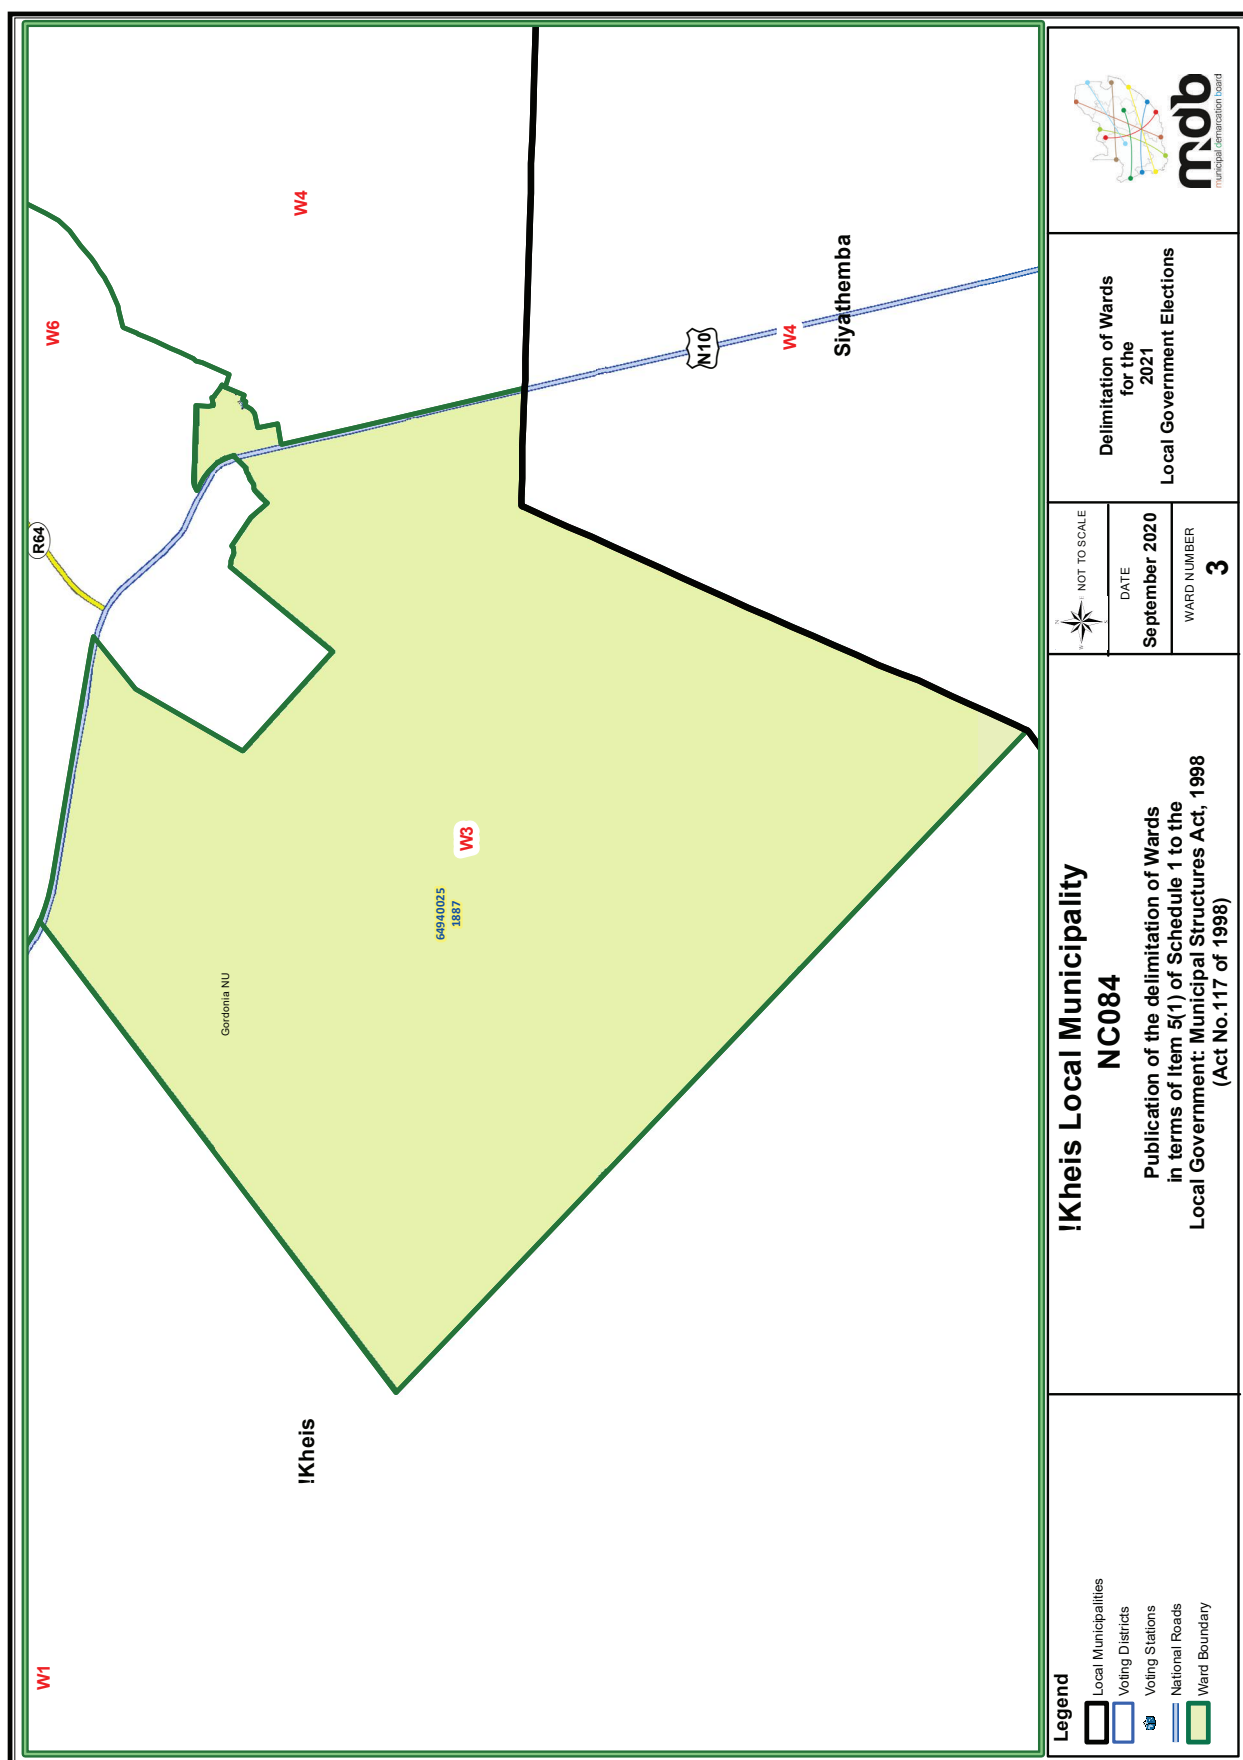 W1
W6
R64
W4
!Kheis
Gordonia NU
64940025
1887
W3
N10
W4
Siyathemba
Legend
Local Municipalities
Voting Districts
Voting Stations
National Roads
Ward Boundary
!Kheis Local Municipality
NC084
Publication of the delimitation of Wards
in terms of Item 5(1) of Schedule 1 to the
Local Government: Municipal Structures Act, 1998
(Act No.117 of 1998)
NOT TO SCALE
DATE
September 2020
WARD NUMBER
3
Delimitation of Wards
for the
2021
Local Government Elections
mdb
municipal demarcation board